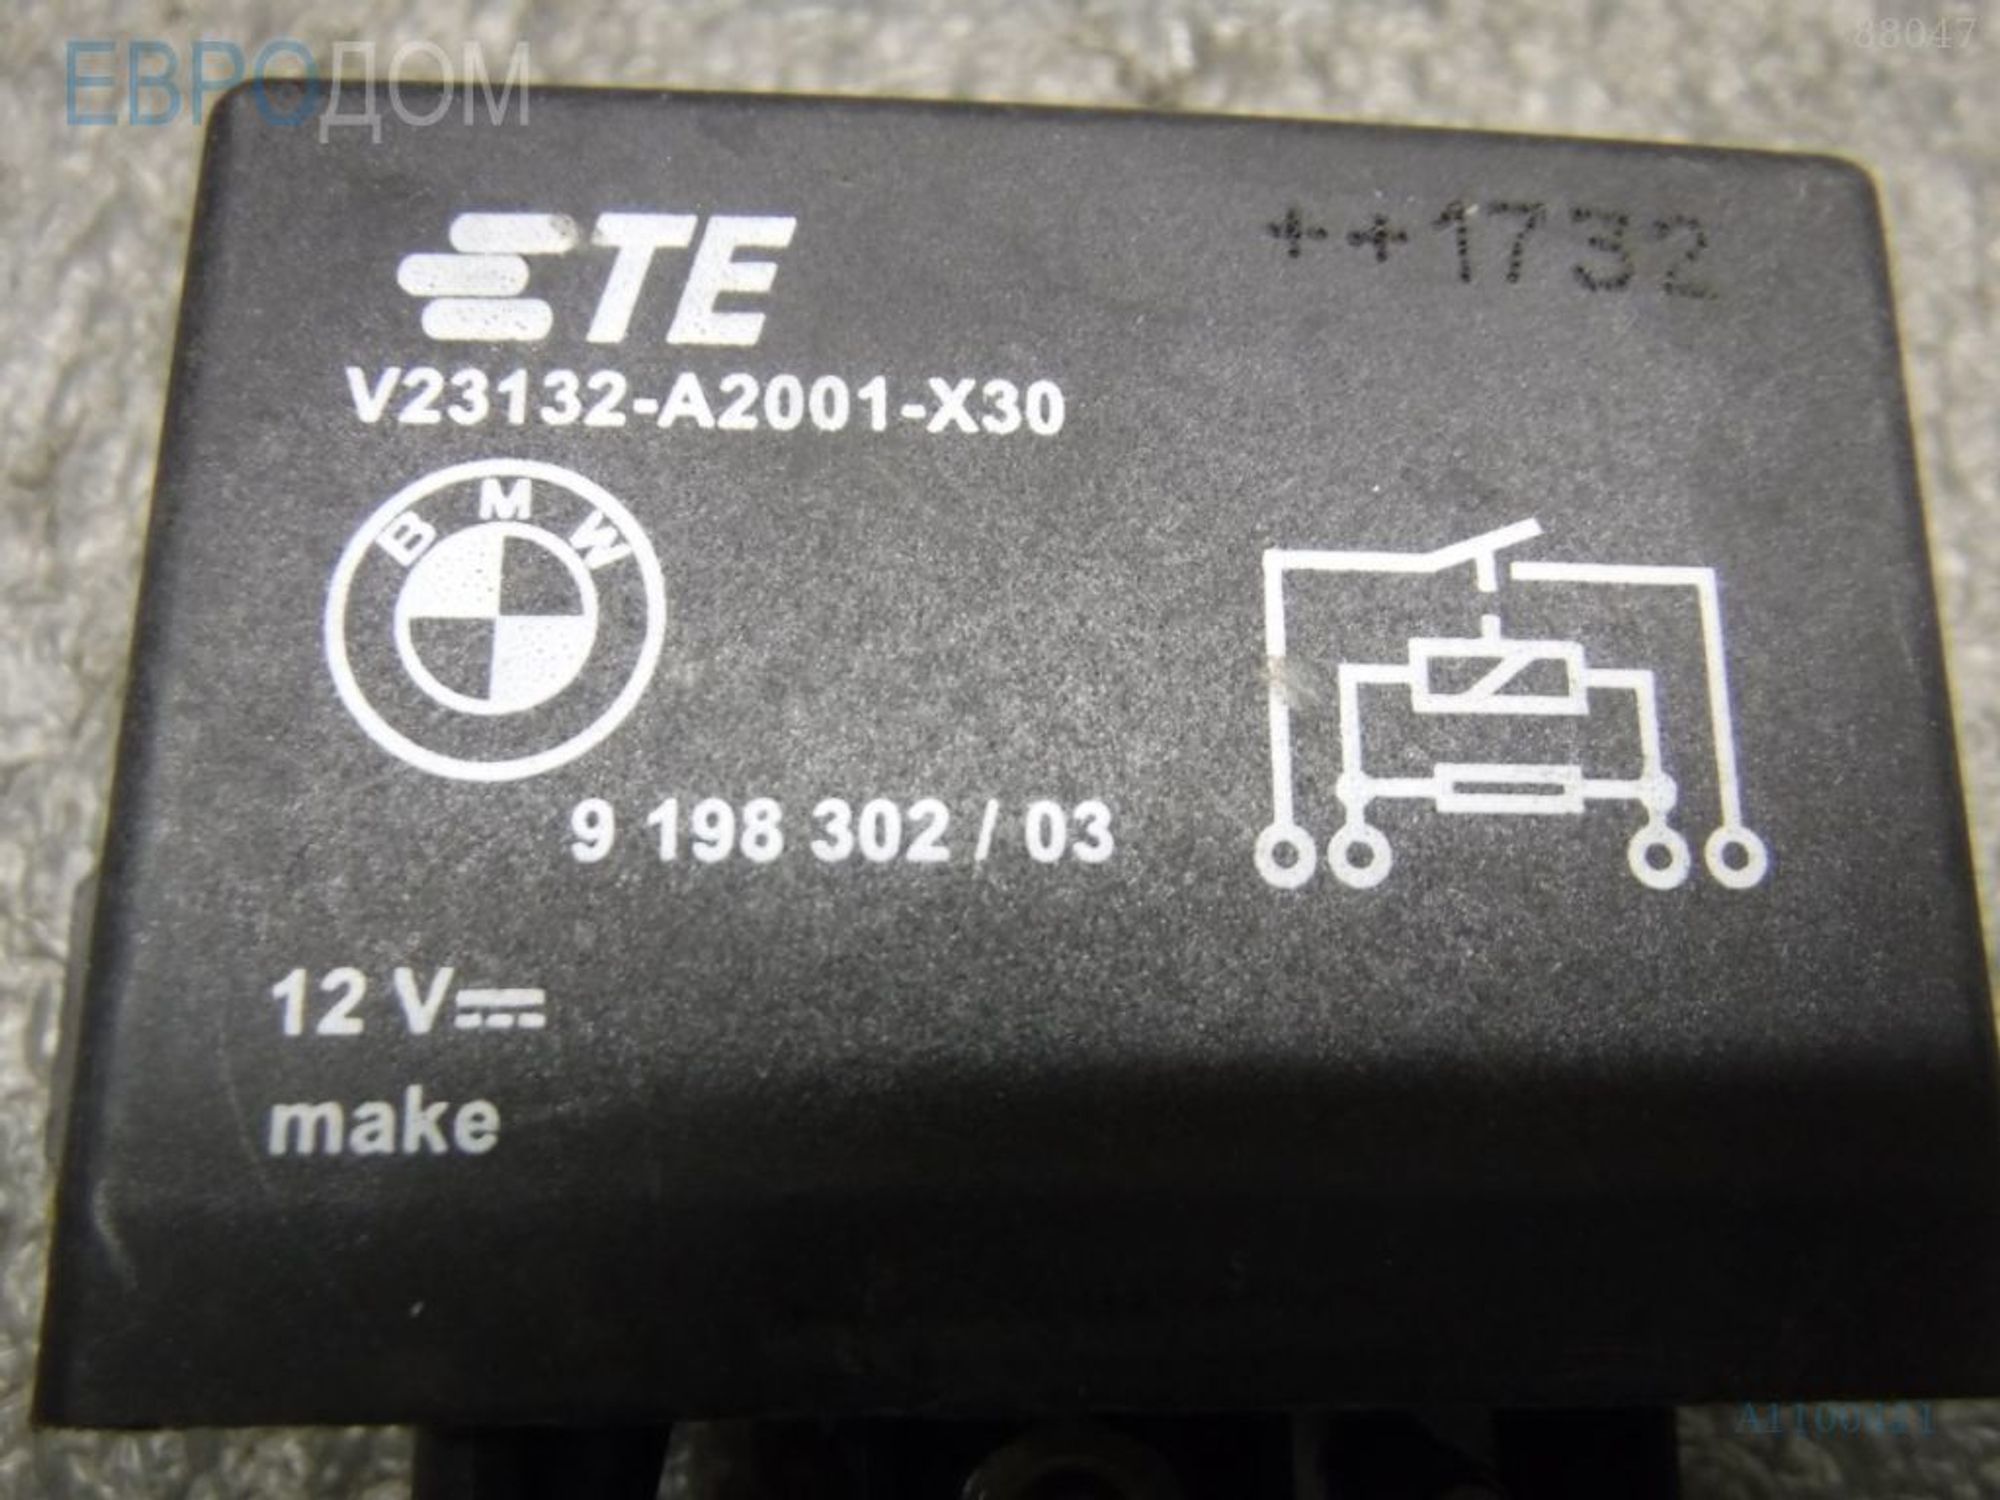 ЕВРОДОМ
88047
TE
++1732
V23132-A2001-X30
BMW
9 198 302 / 03
12 V
make